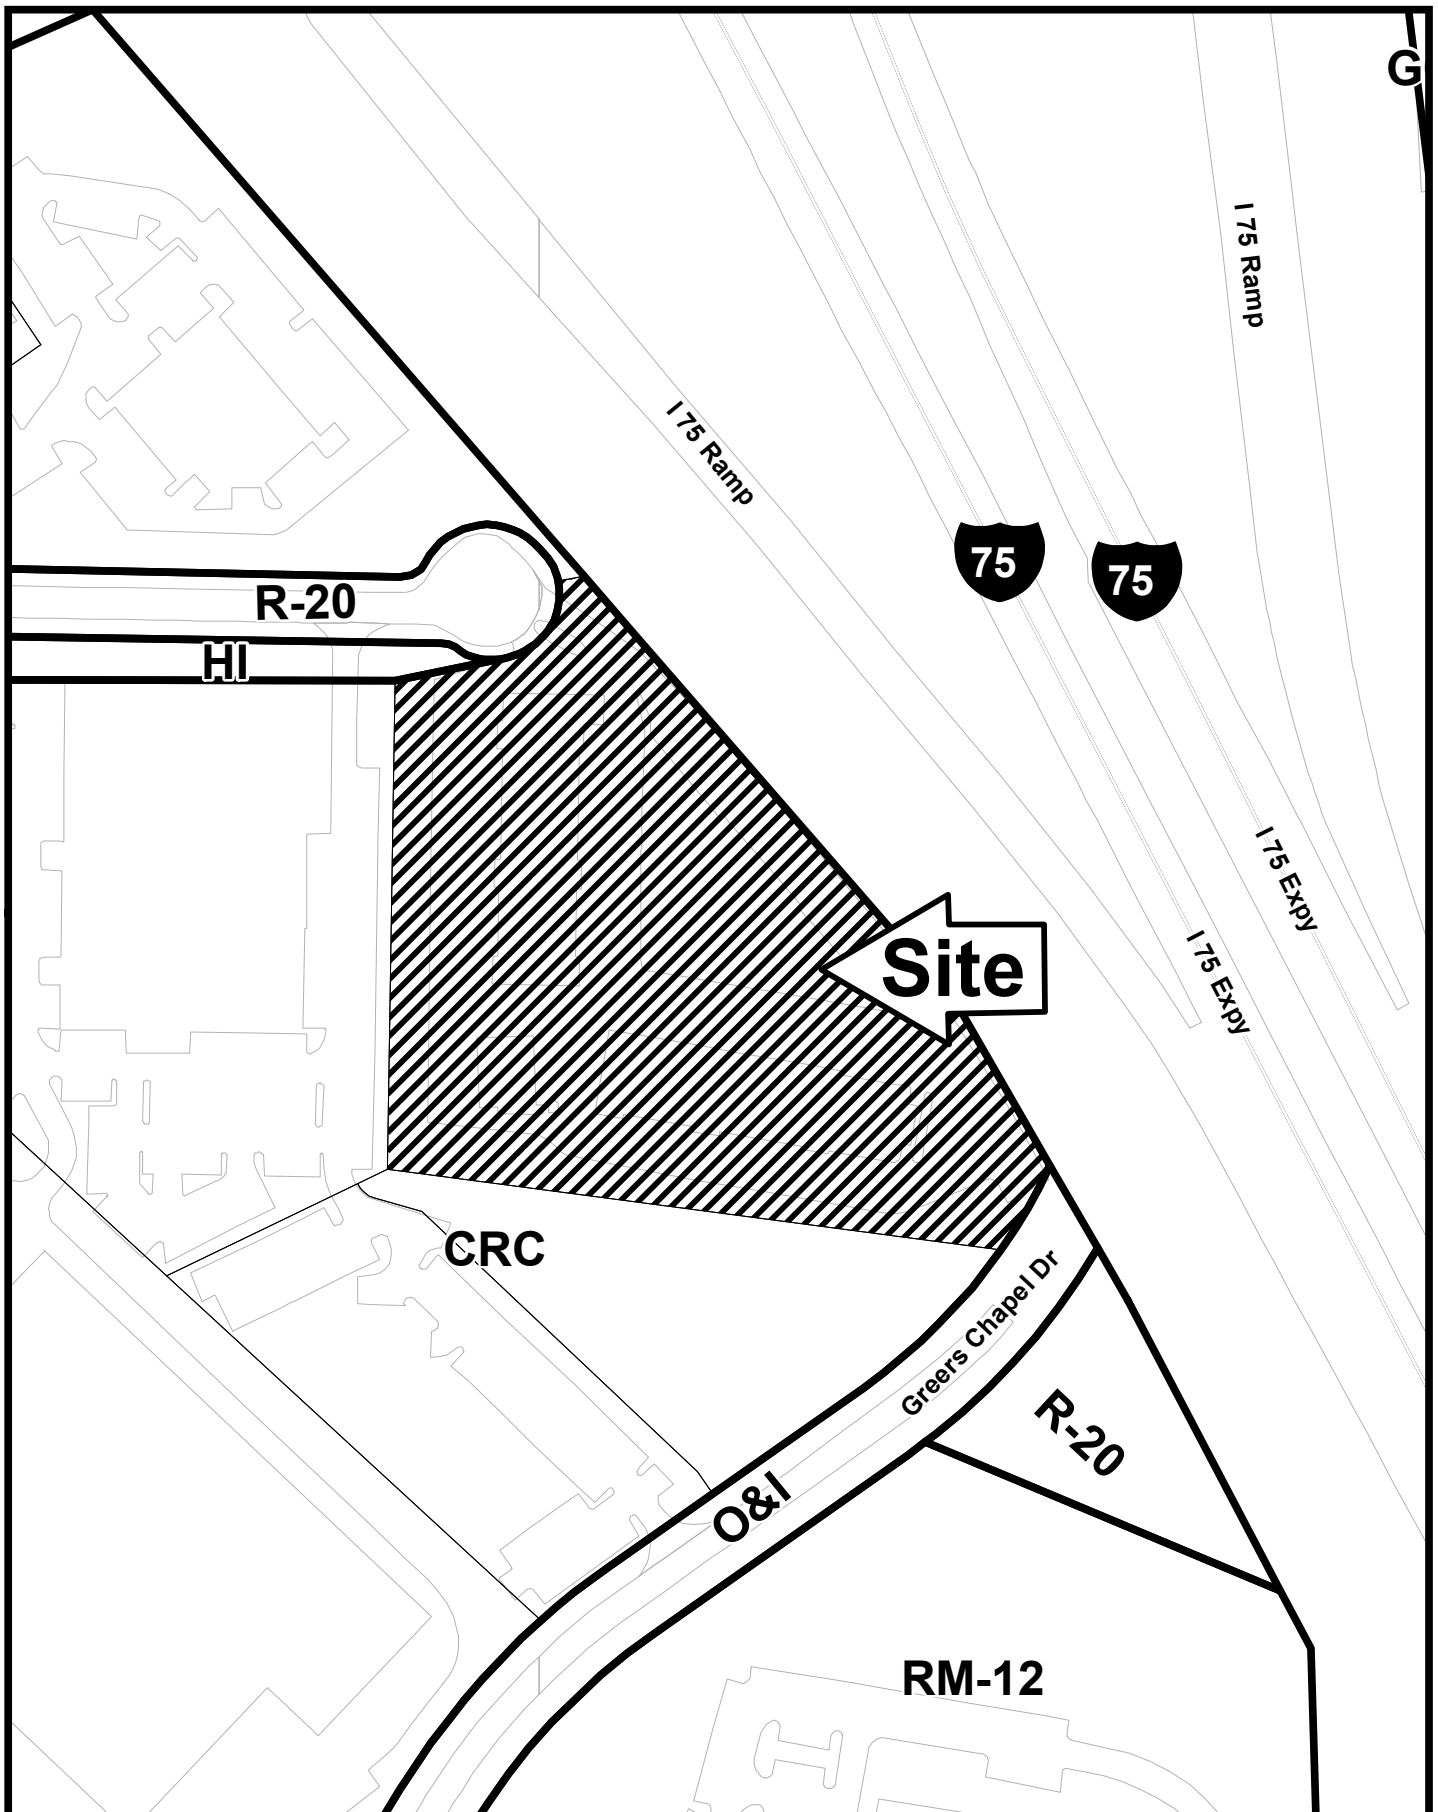 G
I 75 Ramp
I 75 Ramp
75
75
R-20
HI
I 75 Expy
I 75 Expy
Site
CRC
Greers Chapel Dr
R-20
O&I
RM-12